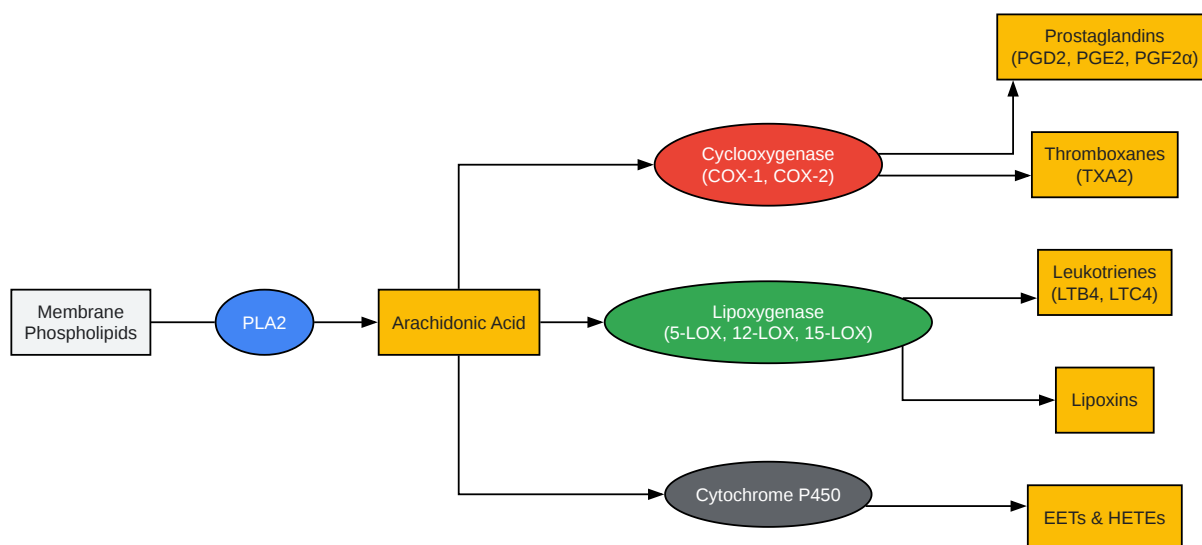 Prostaglandins
(PGD2, PGE2, PGF2α)
Cyclooxygenase
(COX-1, COX-2)
Thromboxanes
(TXA2)
Membrane
Phospholipids
PLA2
Arachidonic Acid
Lipoxygenase
(5-LOX, 12-LOX, 15-LOX)
Leukotrienes
(LTB4, LTC4)
Lipoxins
Cytochrome P450
EETs & HETEs